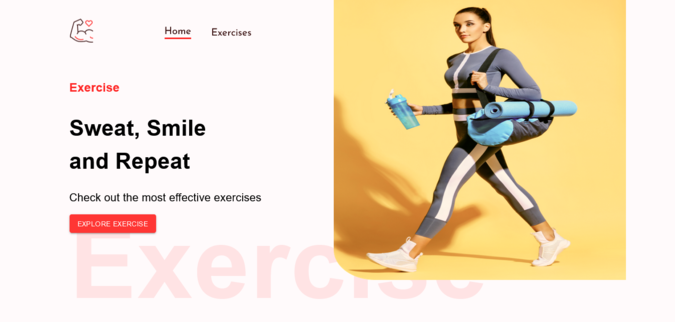 Home Exercises
Exercise
Sweat, Smile
and Repeat
Check out the most effective exercises
EXPLORE EXERCISE
Exercise